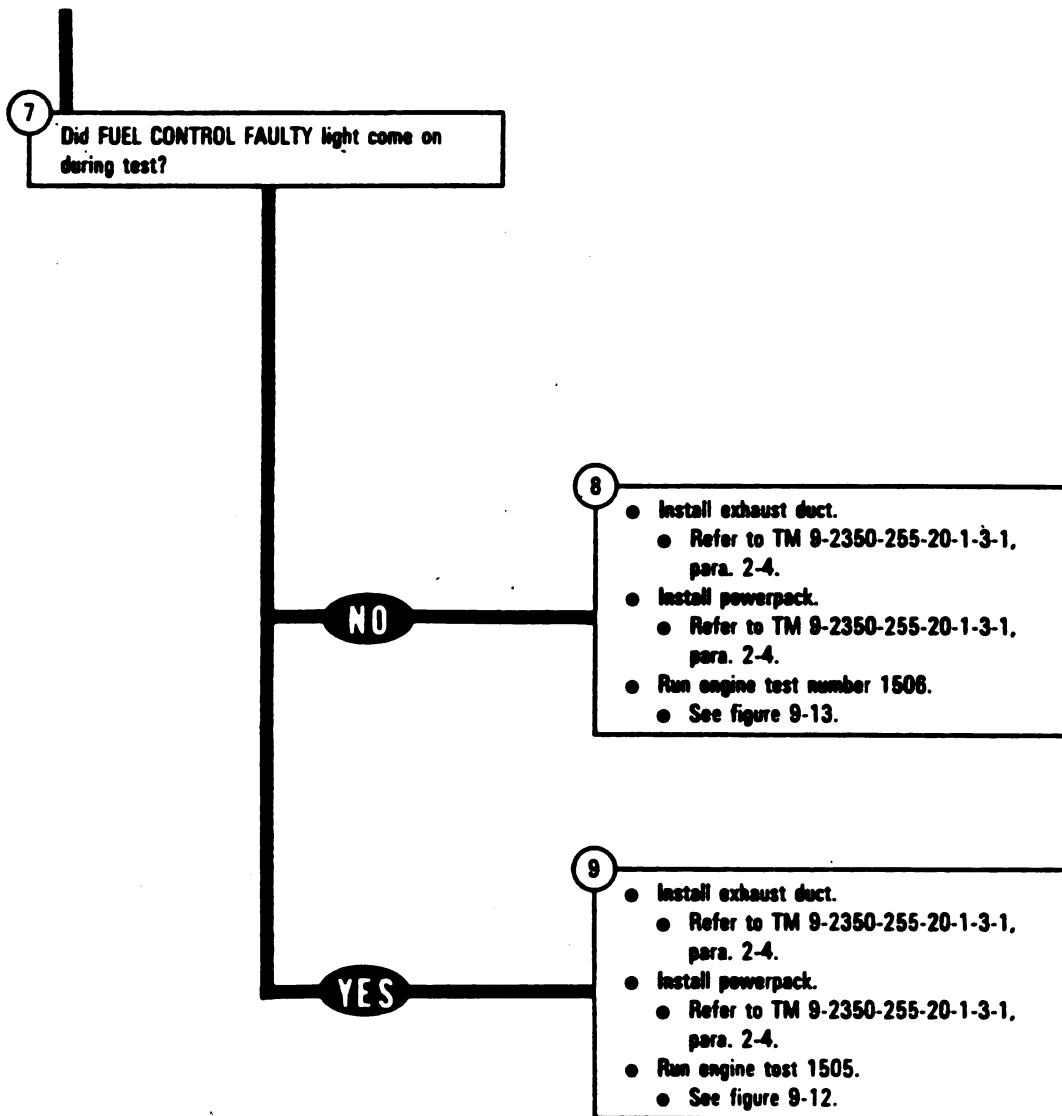 7
Did FUEL CONTROL FAULTY light come on
during test?
8
● Install exhaust duct.
● Refer to TM 9-2350-255-20-1-3-1,
para. 2-4.
● Install powerpack.
● Refer to TM 9-2350-255-20-1-3-1,
para. 2-4.
● Run engine test number 1506.
● See figure 9-13.
NO
9
● Install exhaust duct.
● Refer to TM 9-2350-255-20-1-3-1,
para. 2-4.
● Install powerpack.
● Refer to TM 9-2350-255-20-1-3-1,
para. 2-4.
● Run engine test 1505.
● See figure 9-12.
YES